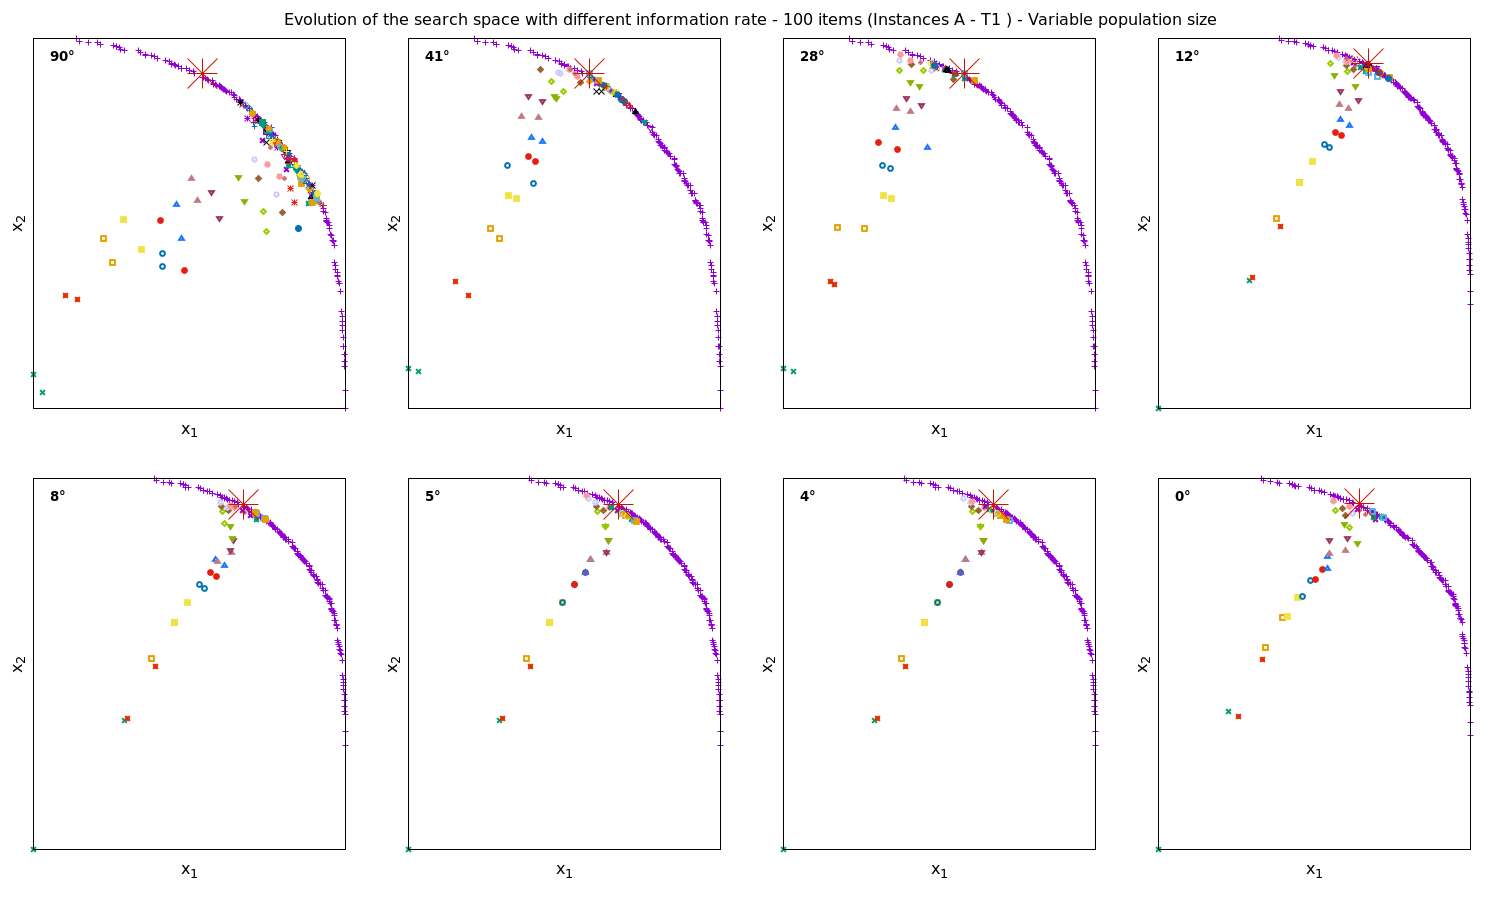 Evolution of the search space with different information rate - 100 items (Instances A - T1 ) - Variable population size
90°
41°
28°
12°
x2
x2
x2
x2
x1
x1
x1
x1
8°
5°
4°
0°
x2
x2
x2
x2
x1
x1
x1
x1